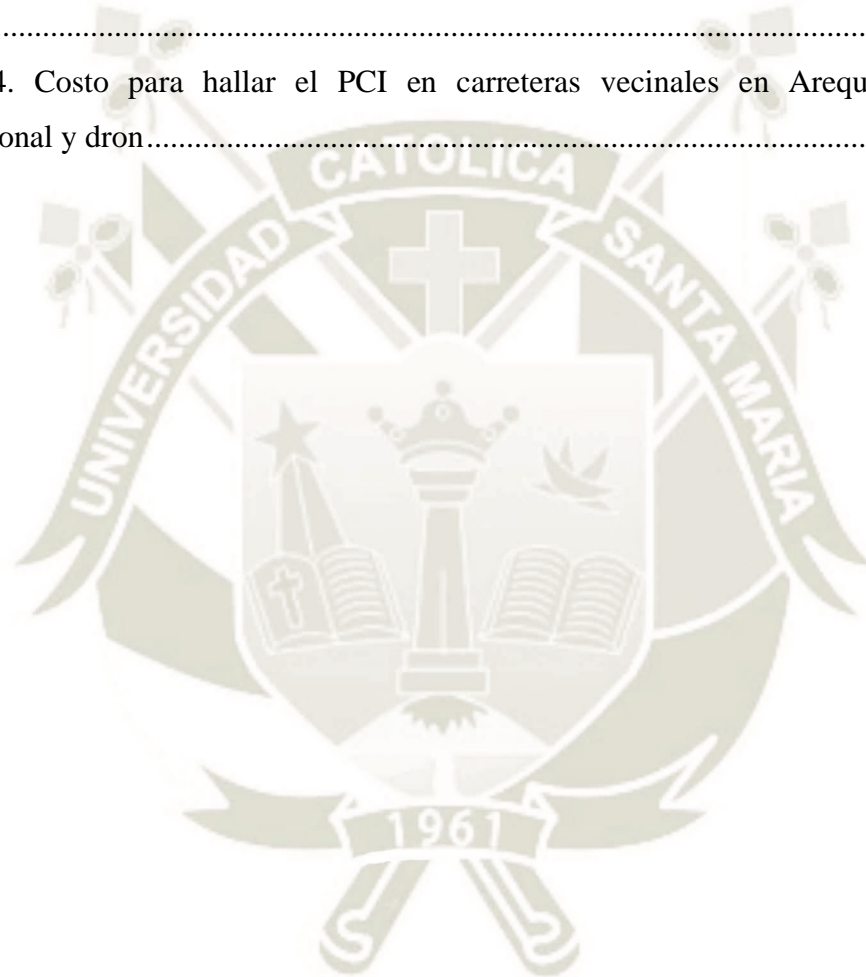 ..........................................................................................................
4. Costo para hallar el PCI en carreteras vecinales en Arequ
onal y dron..........................................................................................
CATOLICA
UNIVERSIDAD
SANTA MARIA
1961